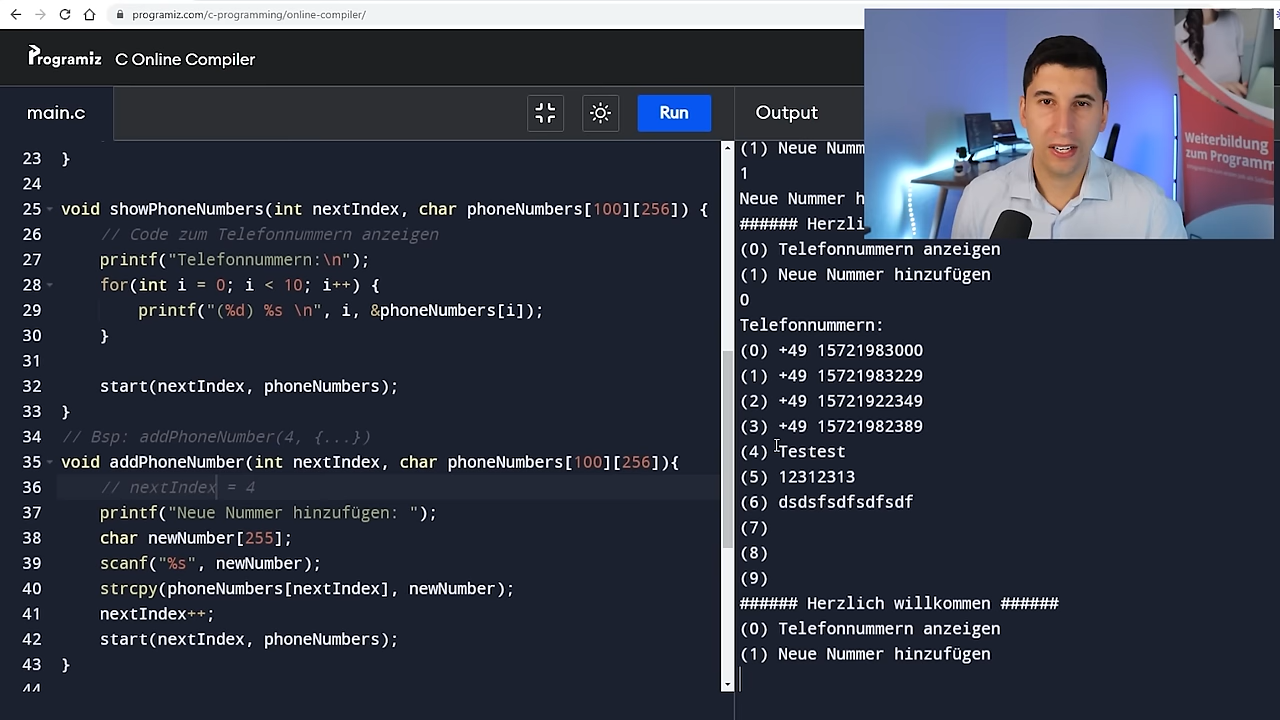 programiz.com/c-programming/online-compiler/
Programiz C Online Compiler
main.c
Run
Output
23 }
24
25 void showPhoneNumbers(int nextIndex, char phoneNumbers[100][256]) {
26 // Code zum Telefonnummern anzeigen
27 printf("Telefonnummern:\n");
28 for(int i = 0; i < 10; i++) {
29 printf("(%d) %s \n", i, &phoneNumbers[i]);
30 }
31
32 start(nextIndex, phoneNumbers);
33 }
34 // Bsp: addPhoneNumber(4, {...})
35 void addPhoneNumber(int nextIndex, char phoneNumbers[100][256]){
36 // nextIndex = 4
37 printf("Neue Nummer hinzufügen: ");
38 char newNumber[255];
39 scanf("%s", newNumber);
40 strcpy(phoneNumbers[nextIndex], newNumber);
41 nextIndex++;
42 start(nextIndex, phoneNumbers);
43 }
44
(1) Neue Numm
1
Neue Nummer h
###### Herzli
(0) Telefonnummern anzeigen
(1) Neue Nummer hinzufügen
0
Telefonnummern:
(0) +49 15721983000
(1) +49 15721983229
(2) +49 15721922349
(3) +49 15721982389
(4) Testest
(5) 12312313
(6) dsdsfsdfsdfsdf
(7)
(8)
(9)
###### Herzlich willkommen ######
(0) Telefonnummern anzeigen
(1) Neue Nummer hinzufügen
Weiterbildung
zum Programm